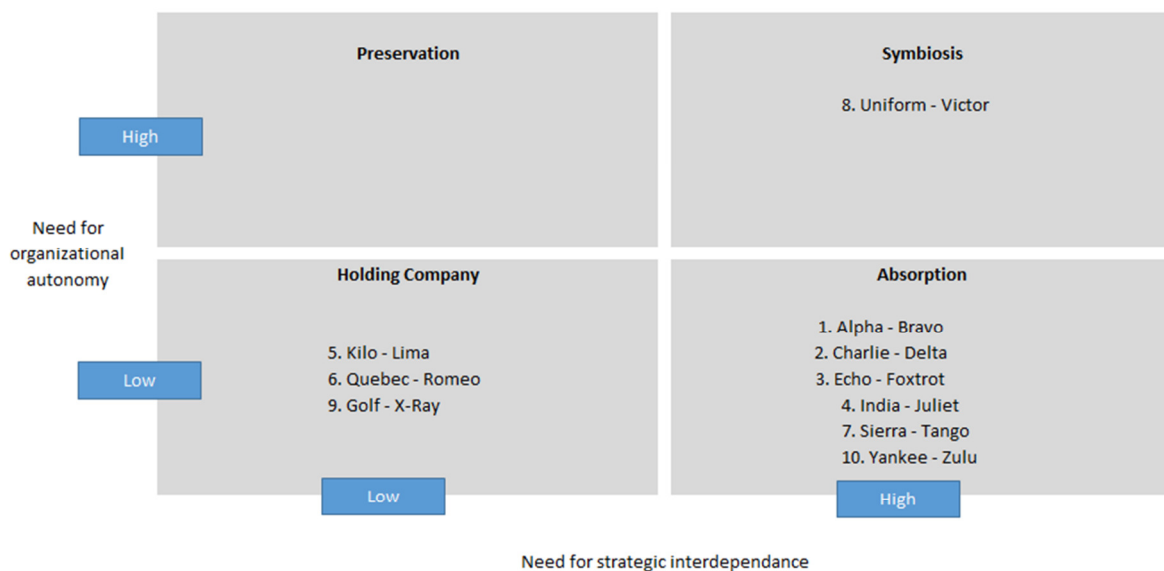 Preservation
Symbiosis
8. Uniform - Victor
High
Need for
organizational
autonomy
Holding Company
Absorption
5. Kilo - Lima
6. Quebec - Romeo
9. Golf - X-Ray
1. Alpha - Bravo
2. Charlie - Delta
3. Echo - Foxtrot
4. India - Juliet
7. Sierra - Tango
10. Yankee - Zulu
Low
Low
High
Need for strategic interdependance